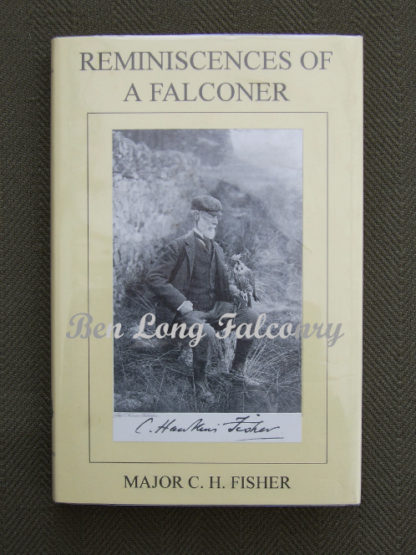 REMINISCENCES OF
A FALCONER
Ben Long Falconry
C. Hawkins Fisher
MAJOR C. H. FISHER